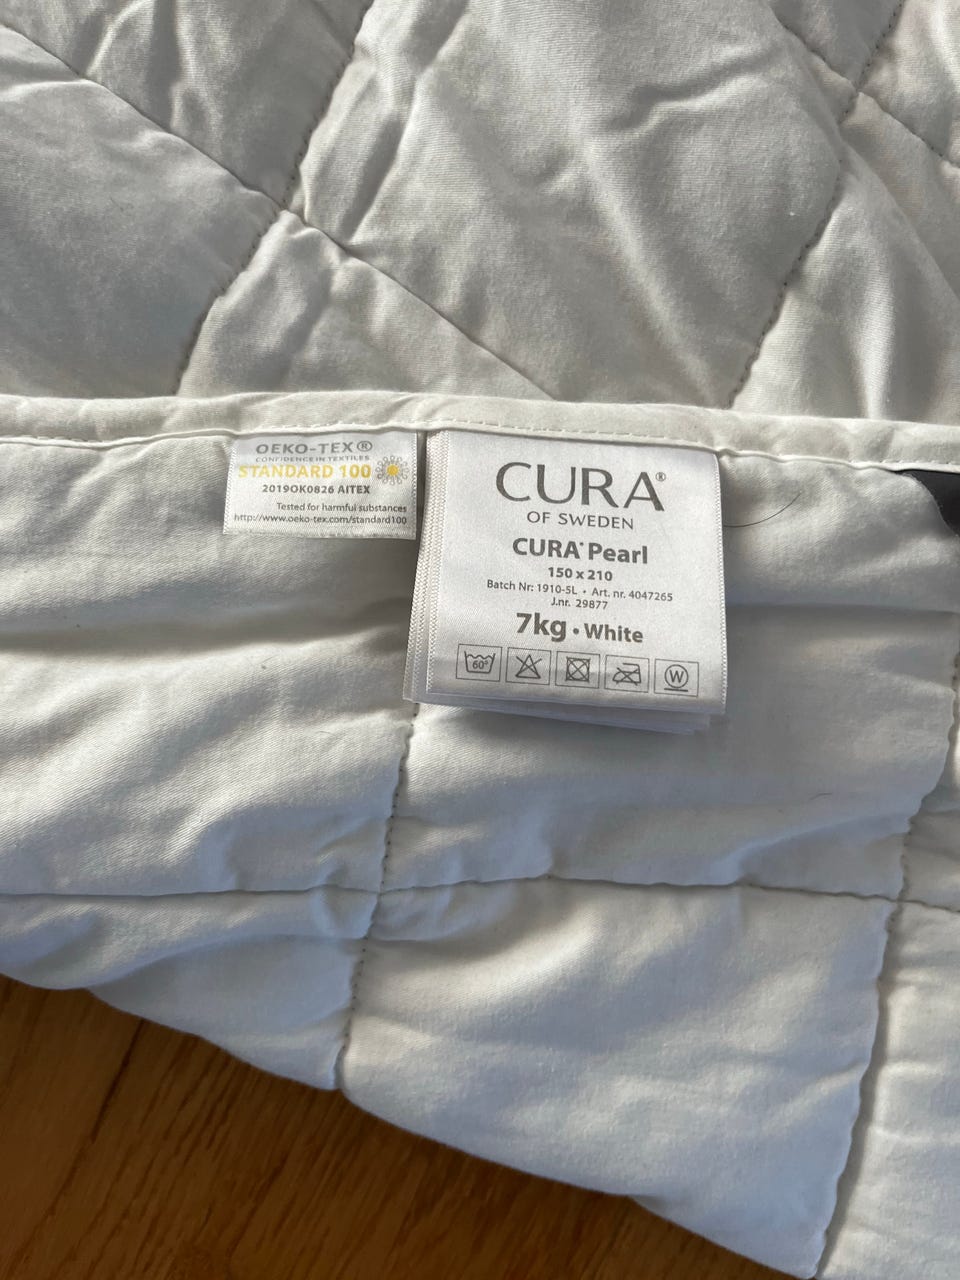 OEKO-TEX®
CONFIDENCE IN TEXTILES
STANDARD 100
2019OK0826 AITEX
Tested for harmful substances
http://www.oeko-tex.com/standard100
CURA®
OF SWEDEN
CURA® Pearl
150 x 210
Batch Nr: 1910-5L • Art. nr. 4047265
J.nr. 29877
7kg • White
60°
W